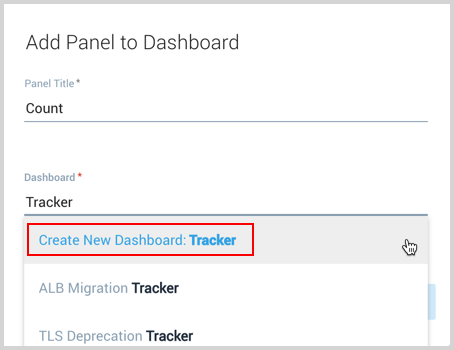 Add Panel to Dashboard
Panel Title *
Count
Dashboard *
Tracker
Create New Dashboard: Tracker
ALB Migration Tracker
TLS Deprecation Tracker